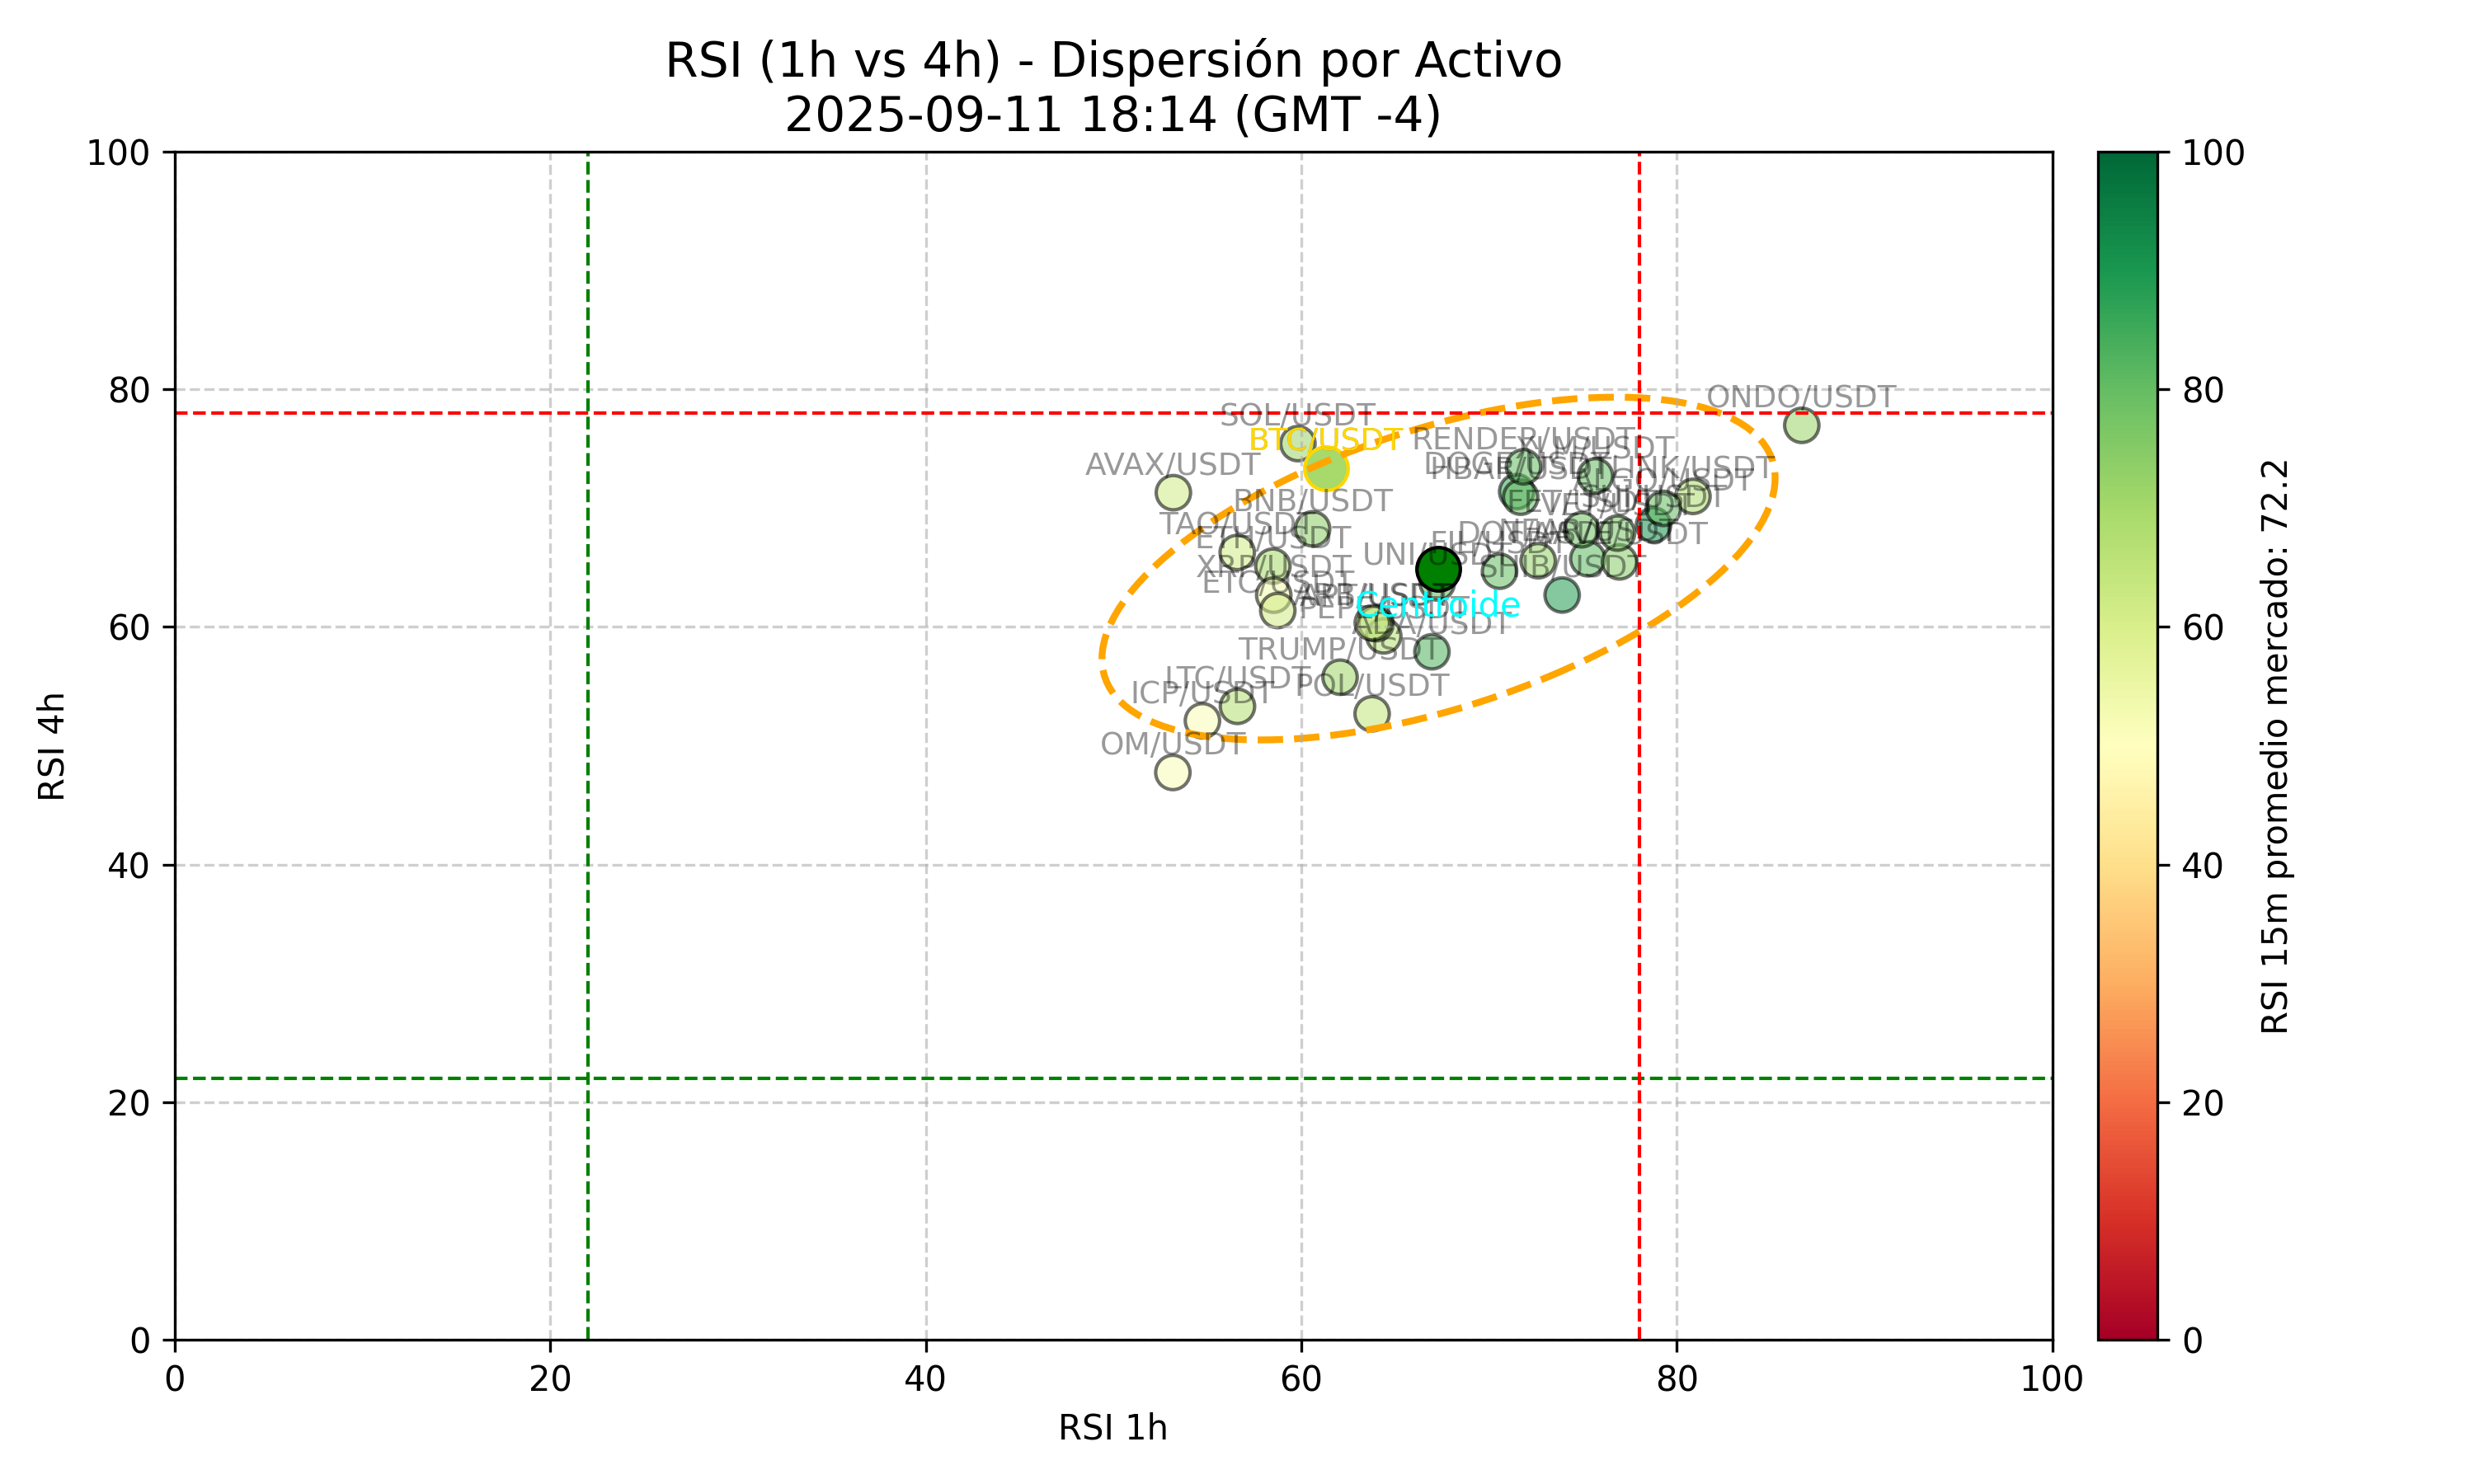 RSI (1h vs 4h) - Dispersión por Activo
2025-09-11 18:14 (GMT -4)
100
80
60
40
20
0
RSI 4h
0
20
40
60
80
100
RSI 1h
ONDO/USDT
SOL/USDT
BTC/USDT
AVAX/USDT
RENDER/USDT
DOGE/USDT
LINK/USDT
BNB/USDT
TAO/USDT
ETH/USDT
XRP/USDT
ETC/USDT
UNI/USDT
SHIB/USDT
Centroide
ADA/USDT
TRUMP/USDT
LTC/USDT
POL/USDT
ICP/USDT
OM/USDT
100
80
60
40
20
0
RSI 15m promedio mercado: 72.2